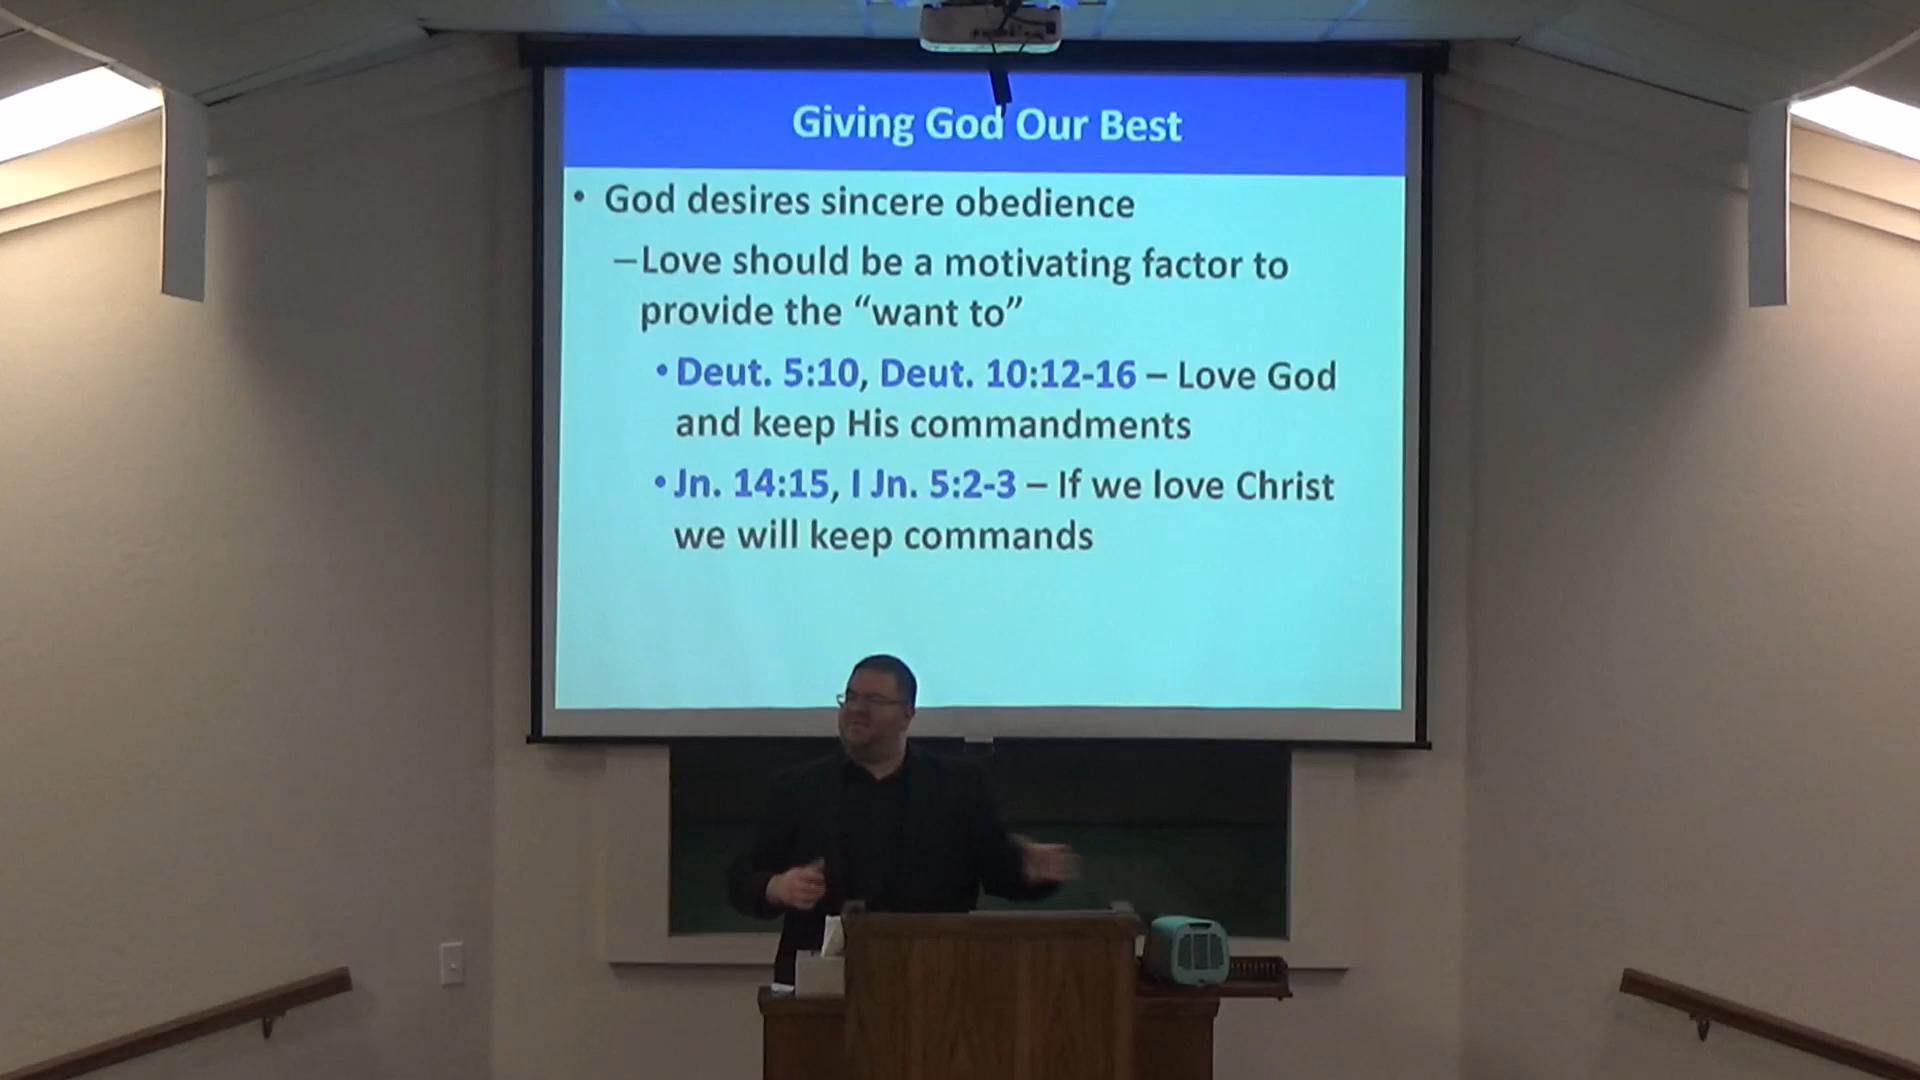 Giving God Our Best
• God desires sincere obedience
–Love should be a motivating factor to
provide the “want to”
• Deut. 5:10, Deut. 10:12-16 – Love God
and keep His commandments
• Jn. 14:15, I Jn. 5:2-3 – If we love Christ
we will keep commands